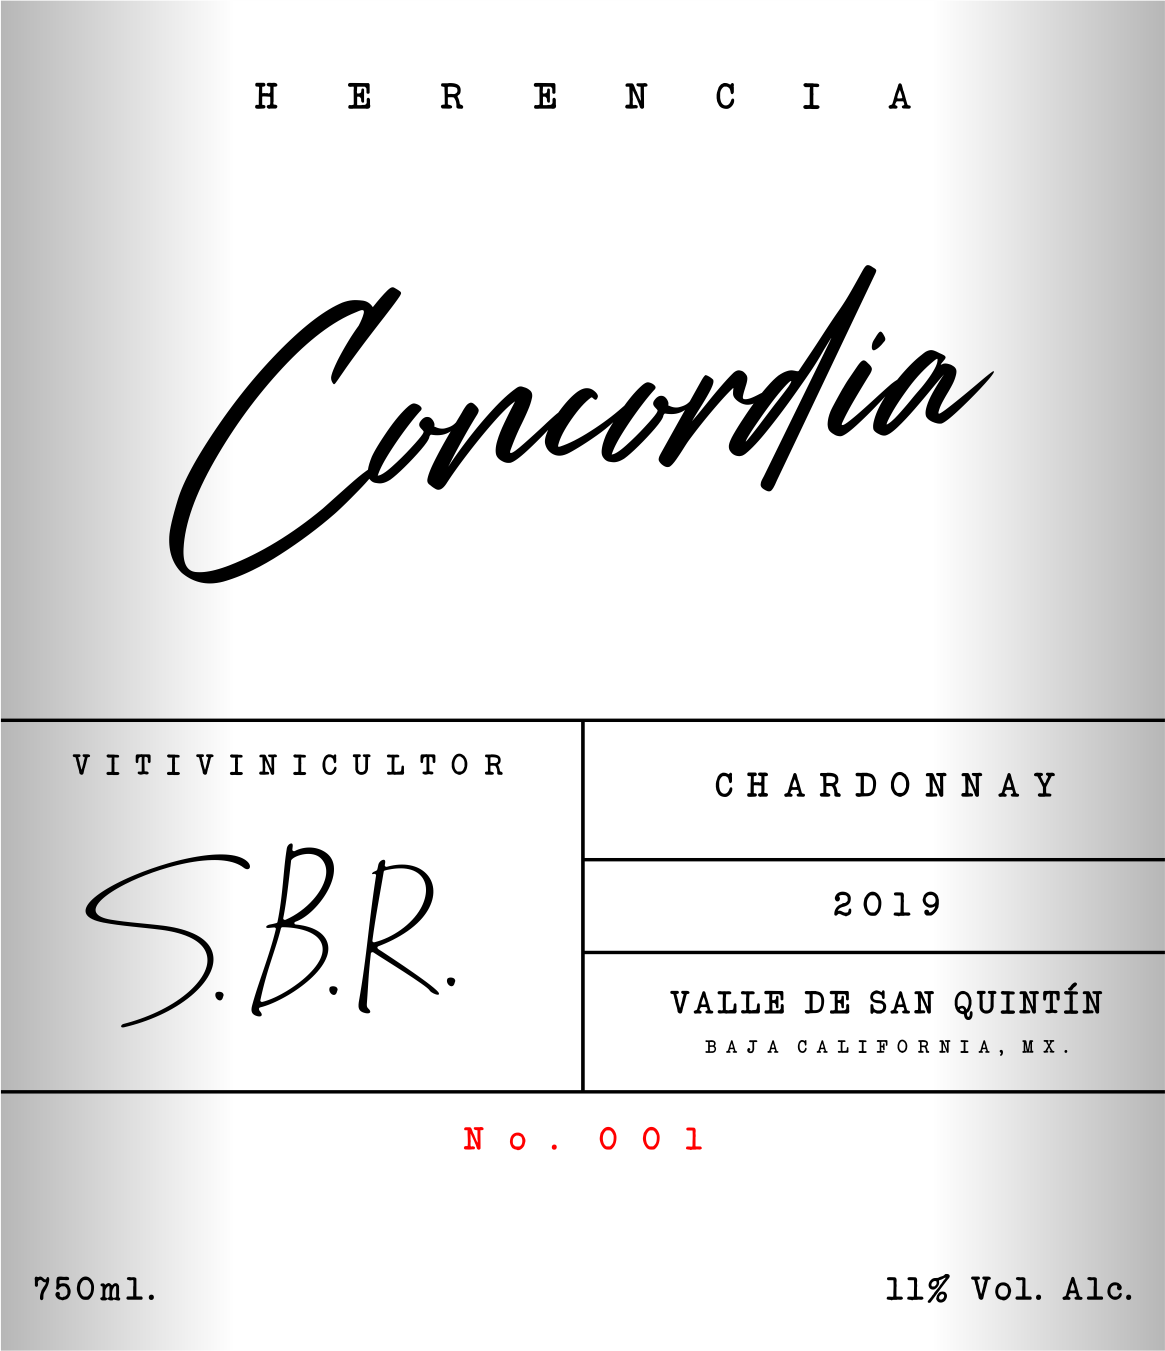 HERENCIA
Concordia
VITIVINICULTOR
S.B.R.
CHARDONNAY
2019
VALLE DE SAN QUINTÍN
BAJA CALIFORNIA, MX.
No. 001
750ml.
11% Vol. Alc.